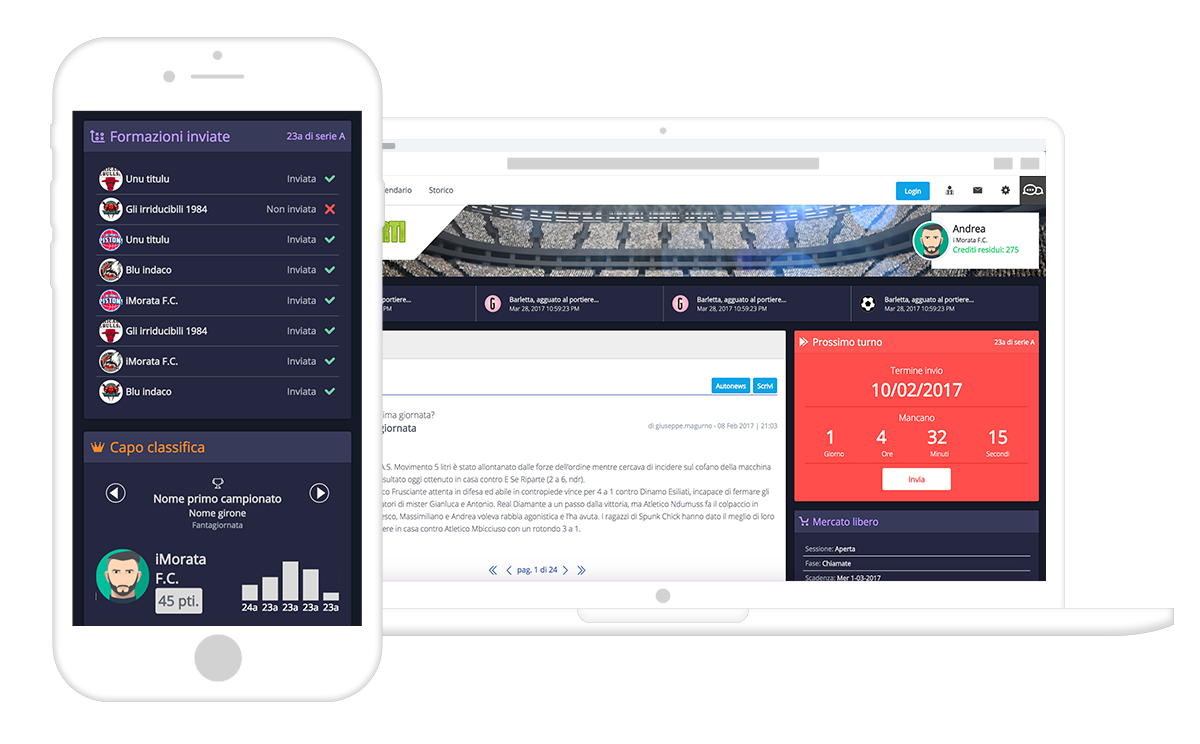 Formazioni inviate 23a di serie A
Unu titulu Inviata
Gli irriducibili 1984 Non inviata
Unu titulu Inviata
Blu indaco Inviata
iMorata F.C. Inviata
Gli irriducibili 1984 Inviata
iMorata F.C. Inviata
Blu indaco Inviata
Capo classifica
Nome primo campionato
Nome girone
Fantagiornata
iMorata
F.C.
45 pti.
24a 23a 23a 23a 23a
endario Storico Login
RTI
Andrea
i Morata F.C.
Crediti residui: 275
portiere...
PM
G Barletta, agguato al portiere...
Mar 28, 2017 10:59:23 PM
G Barletta, agguato al portiere...
Mar 28, 2017 10:59:23 PM
Barletta, agguato al portiere...
Mar 28, 2017 10:59:23 PM
Autonews Scrivi
ima giornata?
giornata
di giuseppe.magurno - 08 Feb 2017 | 21:03
A.S. Movimento 5 litri è stato allontanato dalle forze dell'ordine mentre cercava di incidere sul cofano della macchina
sultato oggi ottenuto in casa contro E Se Riparte (2 a 6, ndr).
co Frusciante attenta in difesa ed abile in contropiede vince per 4 a 1 contro Dinamo Esiliati, incapace di fermare gli
atori di mister Gianluca e Antonio. Real Diamante a un passo dalla vittoria, ma Atletico Ndumuss fa il colpaccio in
esco, Massimiliano e Andrea voleva rabbia agonistica e l'ha avuta. I ragazzi di Spunk Chick hanno dato il meglio di loro
ere in casa contro Atletico Mbicciuso con un rotondo 3 a 1.
pag. 1 di 24
Prossimo turno 23a di serie A
Termine invio
10/02/2017
Mancano
1 4 32 15
Giorno Ore Minuti Secondi
Invia
Mercato libero
Sessione: Aperta
Fase: Chiamate
Scadenza: Mer 1-03-2017